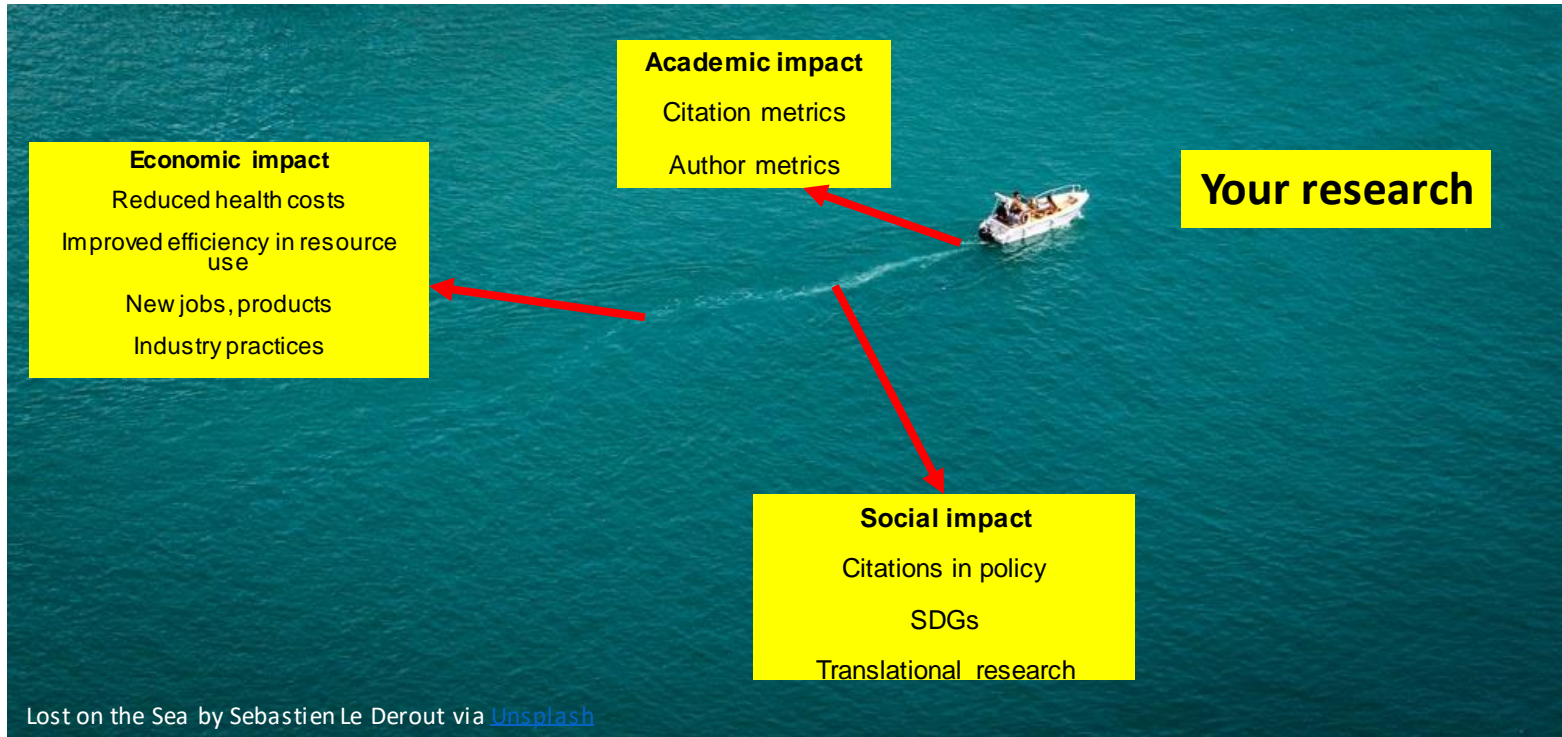 Academic impact
Citation metrics
Author metrics
Economic impact
Reduced health costs
Improved efficiency in resource
use
New jobs, products
Industry practices
Your research
Social impact
Citations in policy
SDGs
Translational research
Lost on the Sea by Sebastien Le Derout via Unsplash